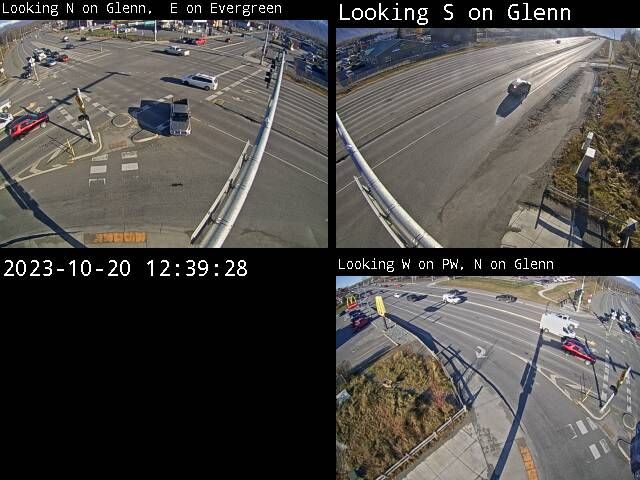 Looking N on Glenn, E on Evergreen
Looking S on Glenn
2023-10-20 12:39:28
Looking W on PW, N on Glenn